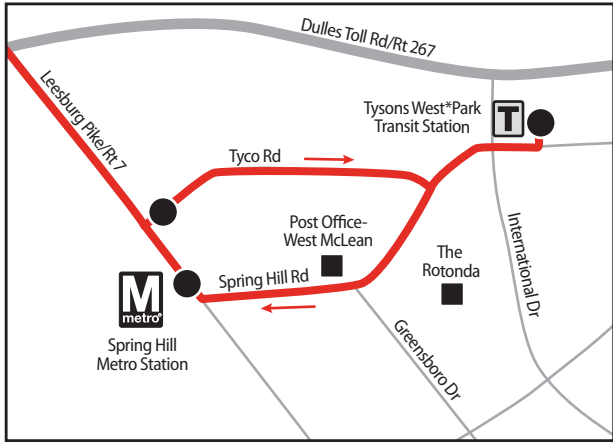 Dulles Toll Rd/Rt 267
Leesburg Pike/Rt 7
Tysons West*Park
Transit Station
T
Tyco Rd
Post Office-
West McLean
The
Rotonda
International Dr
Spring Hill Rd
M
metro
Spring Hill
Metro Station
Greensboro Dr